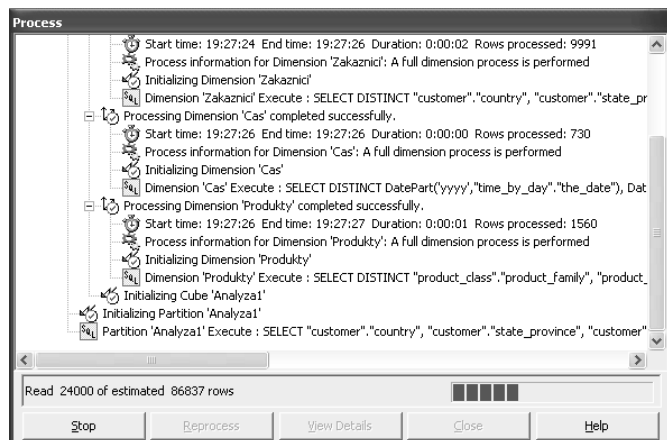 Process
Start time: 19:27:24 End time: 19:27:26 Duration: 0:00:02 Rows processed: 9991
Process information for Dimension 'Zakaznici': A full dimension process is performed
Initializing Dimension 'Zakaznici'
Dimension 'Zakaznici' Execute : SELECT DISTINCT "customer"."country", "customer"."state_pr
Processing Dimension 'Cas' completed successfully.
Start time: 19:27:26 End time: 19:27:26 Duration: 0:00:00 Rows processed: 730
Process information for Dimension 'Cas': A full dimension process is performed
Initializing Dimension 'Cas'
Dimension 'Cas' Execute : SELECT DISTINCT DatePart('yyyy',"time_by_day"."the_date"), Dat
Processing Dimension 'Produkty' completed successfully.
Start time: 19:27:26 End time: 19:27:27 Duration: 0:00:01 Rows processed: 1560
Process information for Dimension 'Produkty': A full dimension process is performed
Initializing Dimension 'Produkty'
Dimension 'Produkty' Execute : SELECT DISTINCT "product_class"."product_family", "product_
Initializing Cube 'Analyza1'
Initializing Partition 'Analyza1'
Partition 'Analyza1' Execute : SELECT "customer"."country", "customer"."state_province", "customer"
Read 24000 of estimated 86837 rows
Stop Reprocess View Details Close Help